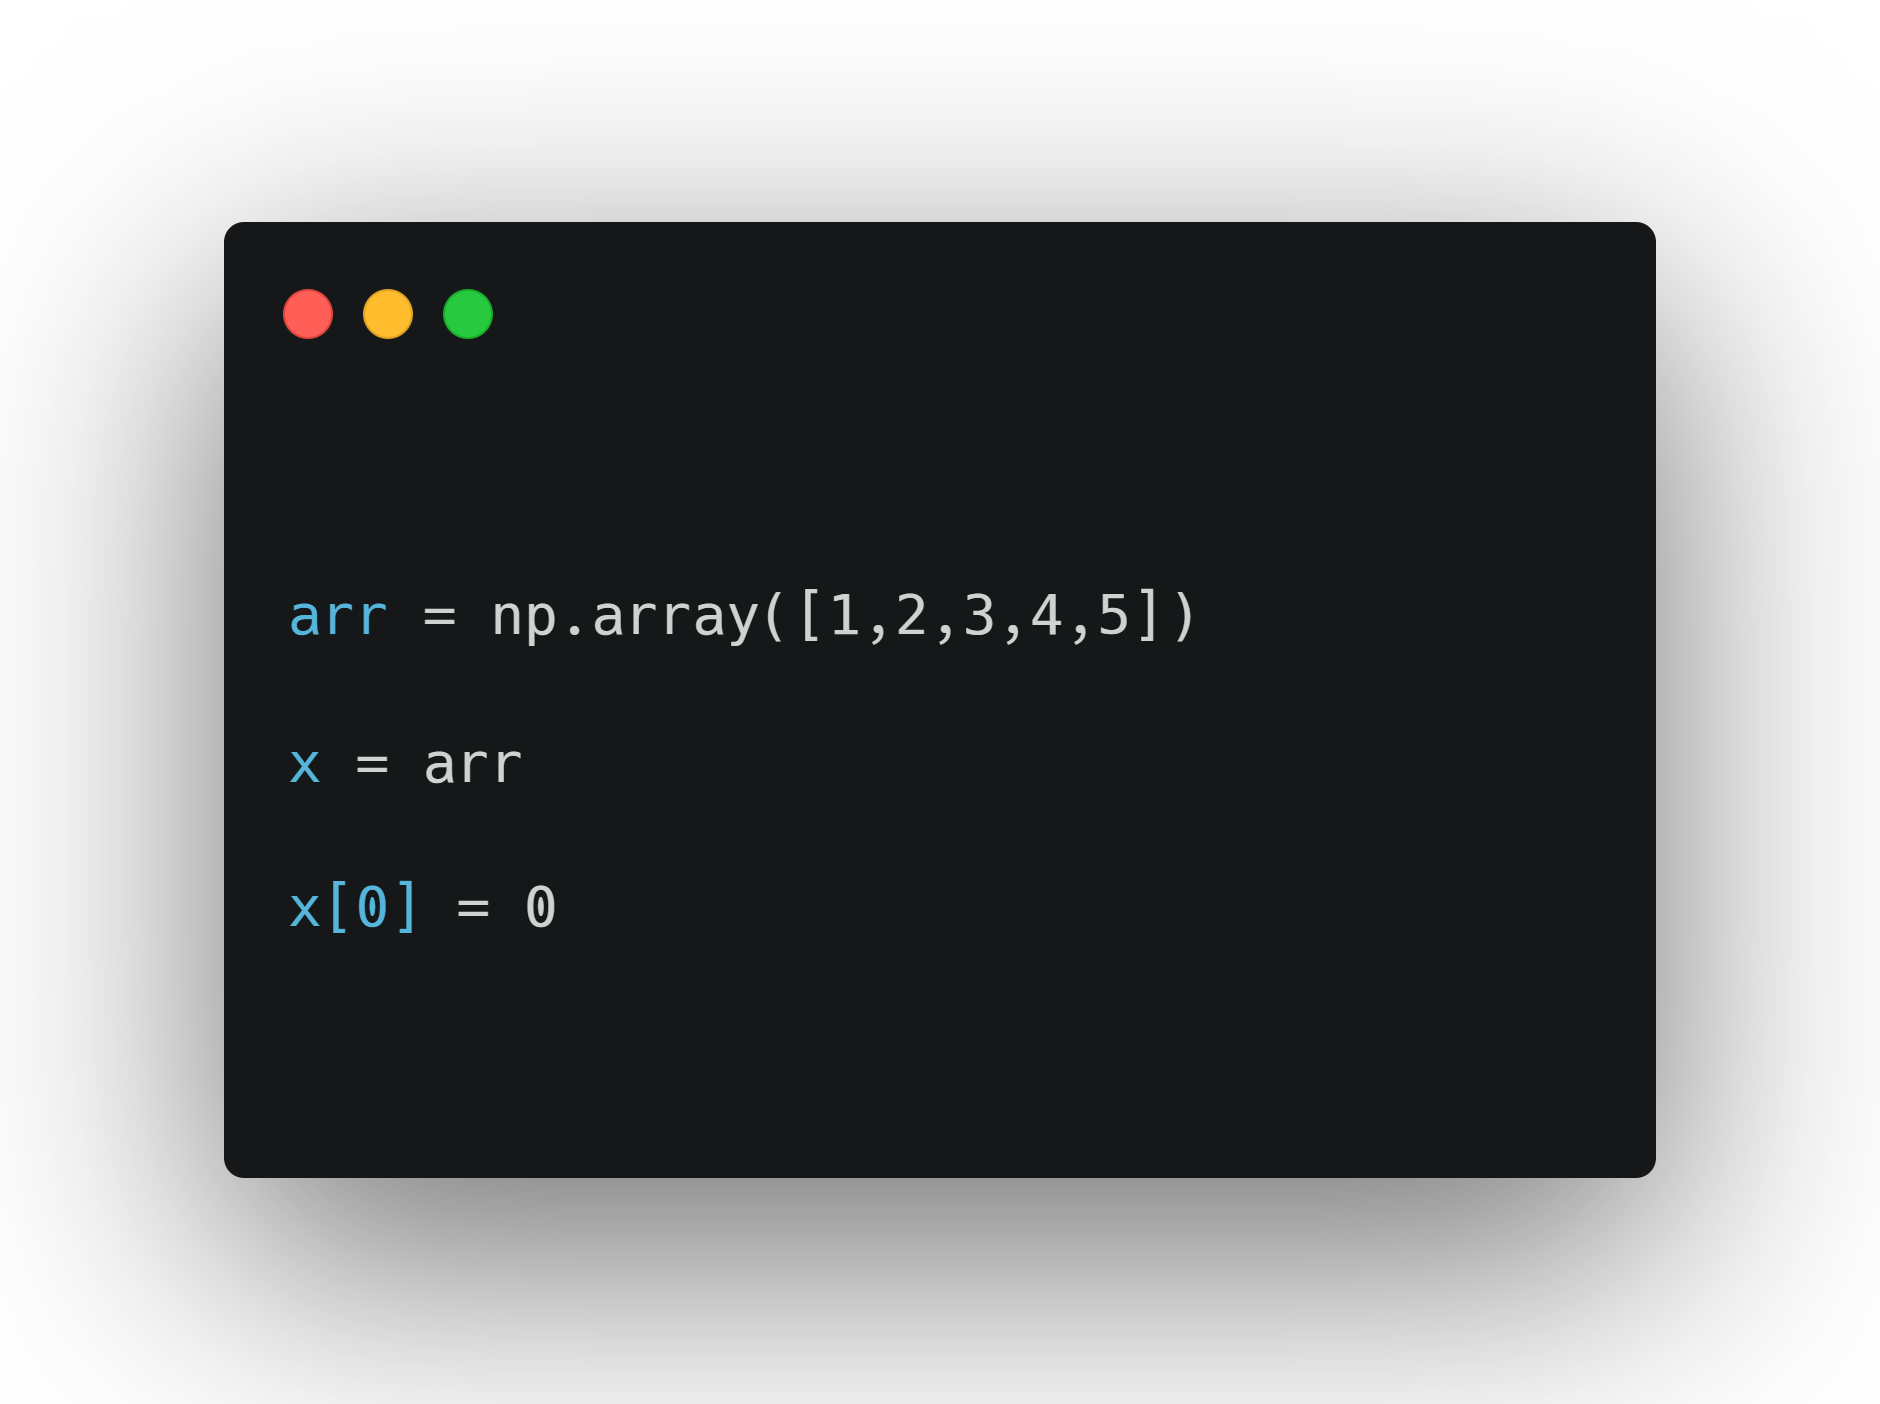 arr = np.array([1,2,3,4,5])
x = arr
x[0] = 0